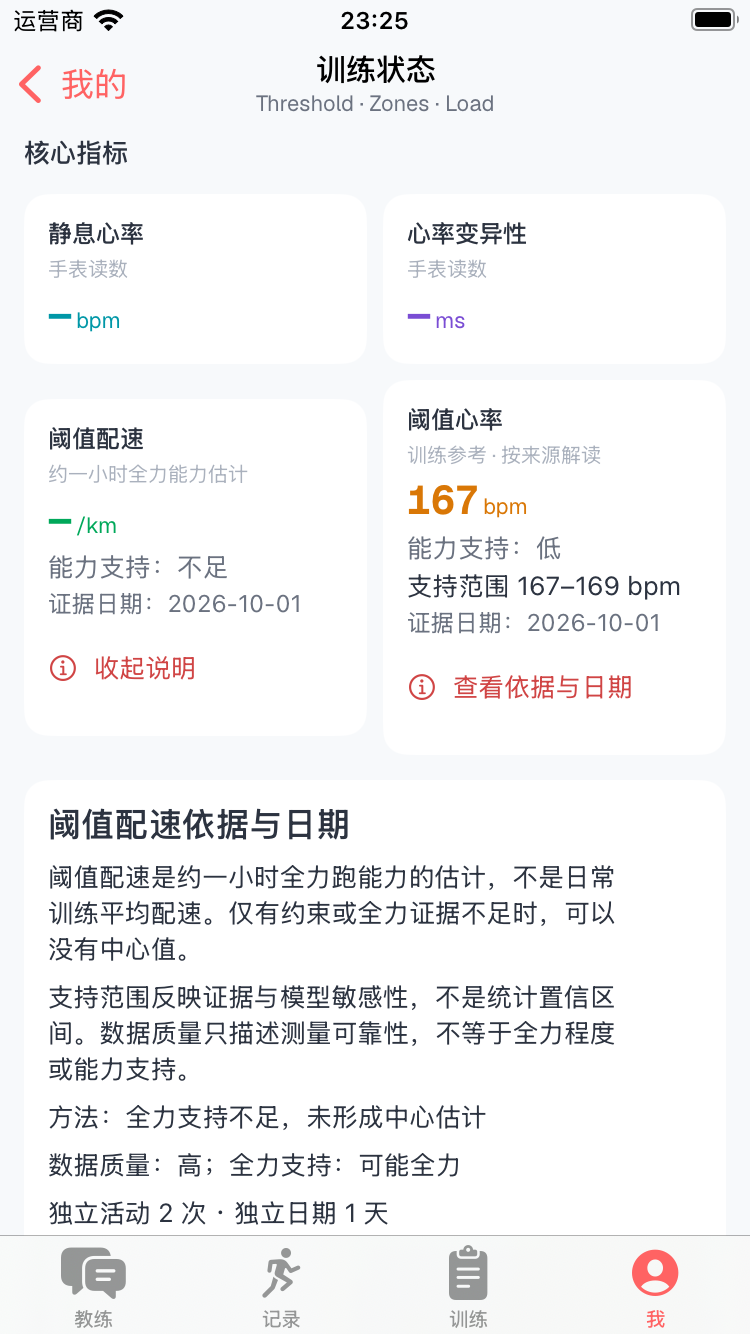 运营商
23:25
我的
训练状态
Threshold · Zones · Load
核心指标
静息心率
手表读数
– bpm
心率变异性
手表读数
– ms
阈值配速
约一小时全力能力估计
– /km
能力支持：不足
证据日期：2026-10-01
收起说明
阈值心率
训练参考 · 按来源解读
167 bpm
能力支持：低
支持范围 167–169 bpm
证据日期：2026-10-01
查看依据与日期
阈值配速依据与日期
阈值配速是约一小时全力跑能力的估计，不是日常
训练平均配速。仅有约束或全力证据不足时，可以
没有中心值。
支持范围反映证据与模型敏感性，不是统计置信区
间。数据质量只描述测量可靠性，不等于全力程度
或能力支持。
方法：全力支持不足，未形成中心估计
数据质量：高；全力支持：可能全力
独立活动 2 次 · 独立日期 1 天
教练
记录
训练
我